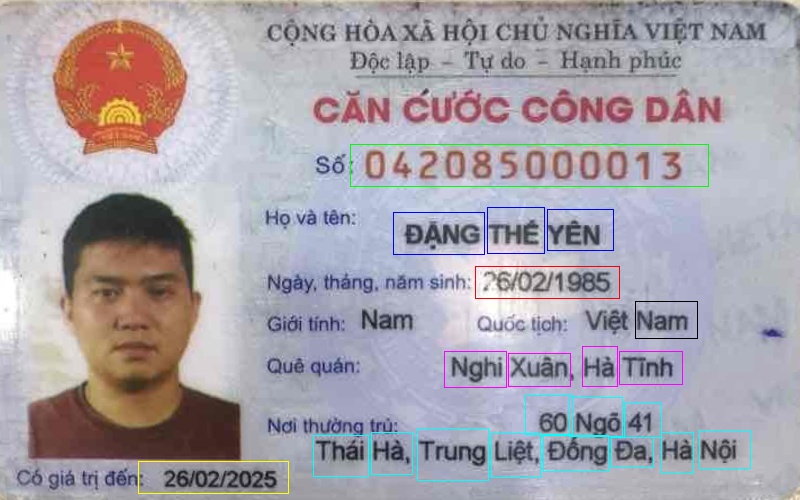 CỘNG HÒA XÃ HỘI CHỦ NGHĨA VIỆT NAM
Độc lập - Tự do - Hạnh phúc
CĂN CƯỚC CÔNG DÂN
Số: 042085000013
Họ và tên: ĐẶNG THẾ YÊN
Ngày, tháng, năm sinh: 26/02/1985
Giới tính: Nam Quốc tịch: Việt Nam
Quê quán: Nghi Xuân, Hà Tĩnh
Nơi thường trú: 60 Ngõ 41
Thái Hà, Trung Liệt, Đống Đa, Hà Nội
Có giá trị đến: 26/02/2025